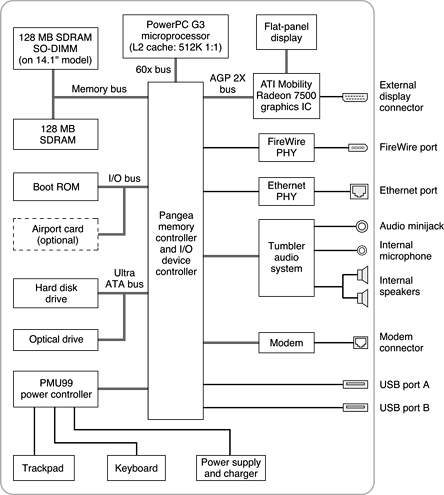 128 MB SDRAM
SO-DIMM
(on 14.1" model)
PowerPC G3
microprocessor
(L2 cache: 512K 1:1)
Flat-panel
display
60x bus
AGP 2X
bus
Memory bus
ATI Mobility
Radeon 7500
graphics IC
External
display
connector
128 MB
SDRAM
FireWire
PHY
FireWire port
I/O bus
Boot ROM
Ethernet
PHY
Ethernet port
Airport card
(optional)
Pangea
memory
controller
and I/O
device
controller
Tumbler
audio
system
Audio minijack
Internal
microphone
Internal
speakers
Ultra
ATA bus
Hard disk
drive
Optical drive
Modem
Modem
connector
PMU99
power controller
USB port A
USB port B
Trackpad
Keyboard
Power supply
and charger